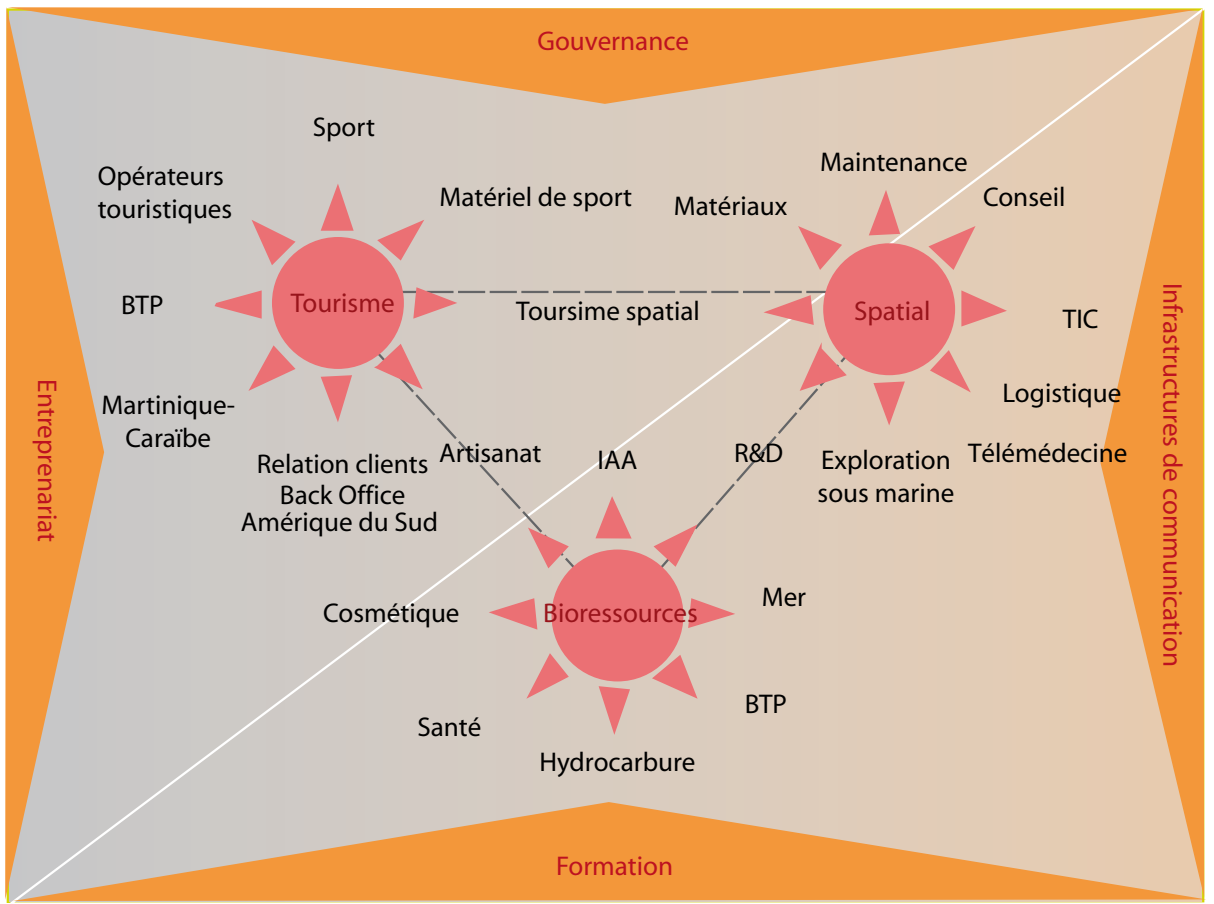 Gouvernance
Sport
Opérateurs
touristiques
Matériel de sport
Matériaux
Maintenance
Conseil
BTP
Tourisme
Toursime spatial
Spatial
TIC
Martinique-
Caraïbe
Logistique
Relation clients
Back Office
Amérique du Sud
Artisanat
IAA
R&D
Exploration
sous marine
Télémédecine
Cosmétique
Bioressources
Mer
BTP
Santé
Hydrocarbure
Entreprenariat
Infrastructures de communication
Formation